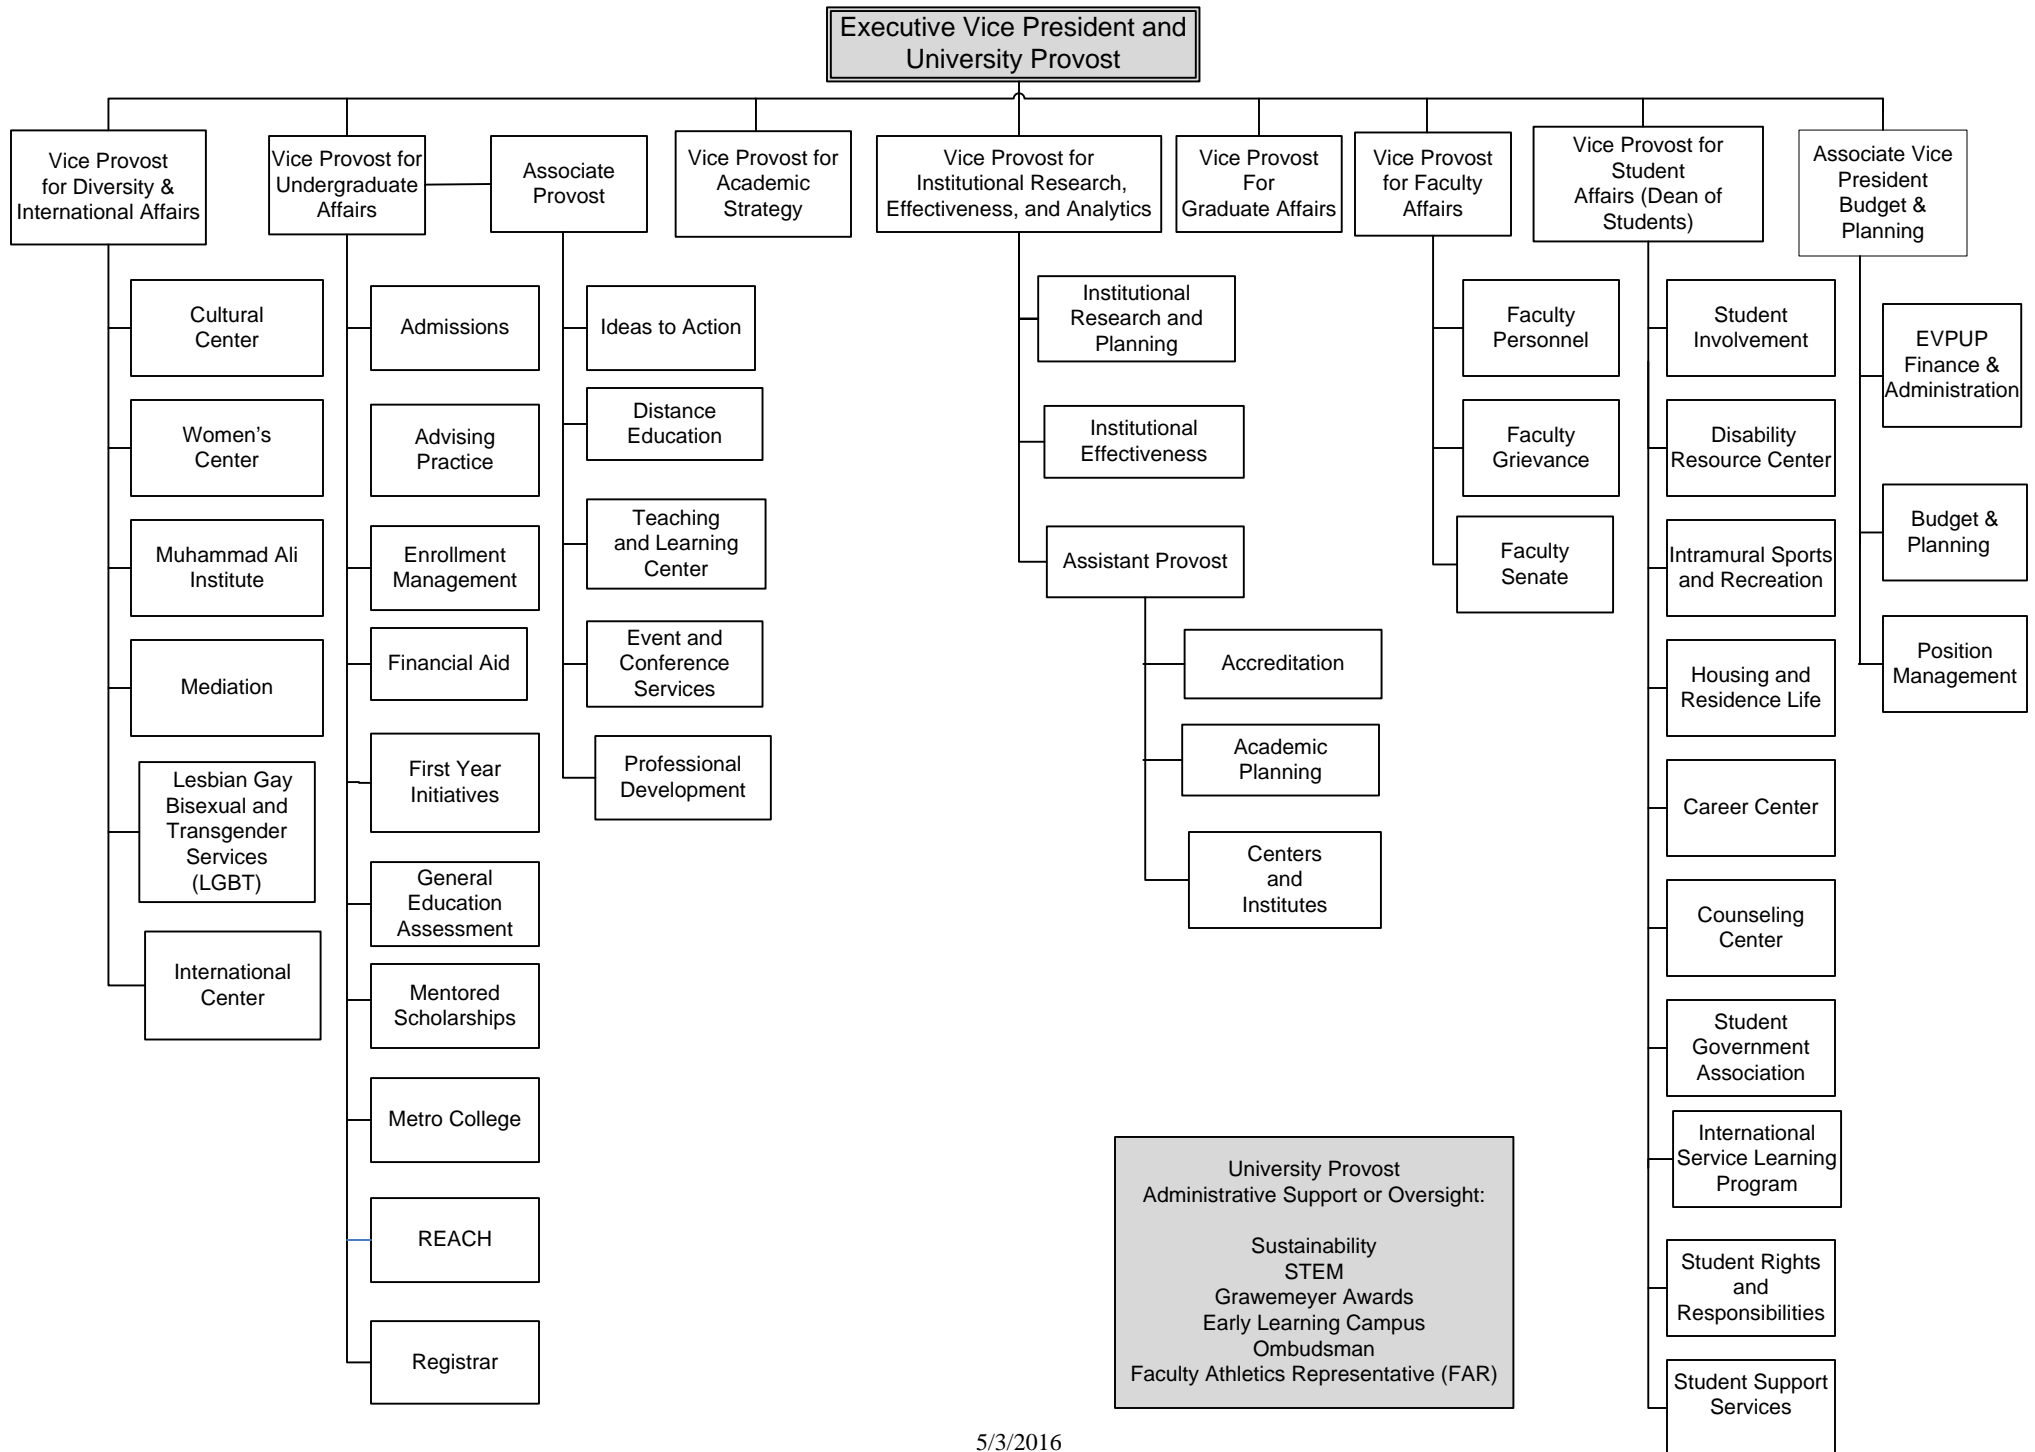 Executive Vice President and
University Provost
Vice Provost
for Diversity &
International Affairs
Vice Provost for
Undergraduate
Affairs
Associate
Provost
Vice Provost for
Academic
Strategy
Vice Provost for
Institutional Research,
Effectiveness, and Analytics
Vice Provost
For
Graduate Affairs
Vice Provost
for Faculty
Affairs
Vice Provost for
Student
Affairs (Dean of
Students)
Associate Vice
President
Budget &
Planning
Cultural
Center
Women's
Center
Muhammad Ali
Institute
Mediation
Lesbian Gay
Bisexual and
Transgender
Services
(LGBT)
International
Center
Admissions
Advising
Practice
Enrollment
Management
Financial Aid
First Year
Initiatives
General
Education
Assessment
Mentored
Scholarships
Metro College
REACH
Registrar
Ideas to Action
Distance
Education
Teaching
and Learning
Center
Event and
Conference
Services
Professional
Development
Institutional
Research and
Planning
Institutional
Effectiveness
Assistant Provost
Accreditation
Academic
Planning
Centers
and
Institutes
Faculty
Personnel
Faculty
Grievance
Faculty
Senate
Student
Involvement
Disability
Resource Center
Intramural Sports
and Recreation
Housing and
Residence Life
Career Center
Counseling
Center
Student
Government
Association
International
Service Learning
Program
Student Rights
and
Responsibilities
Student Support
Services
EVPUP
Finance &
Administration
Budget &
Planning
Position
Management
University Provost
Administrative Support or Oversight:
Sustainability
STEM
Grawemeyer Awards
Early Learning Campus
Ombudsman
Faculty Athletics Representative (FAR)
5/3/2016